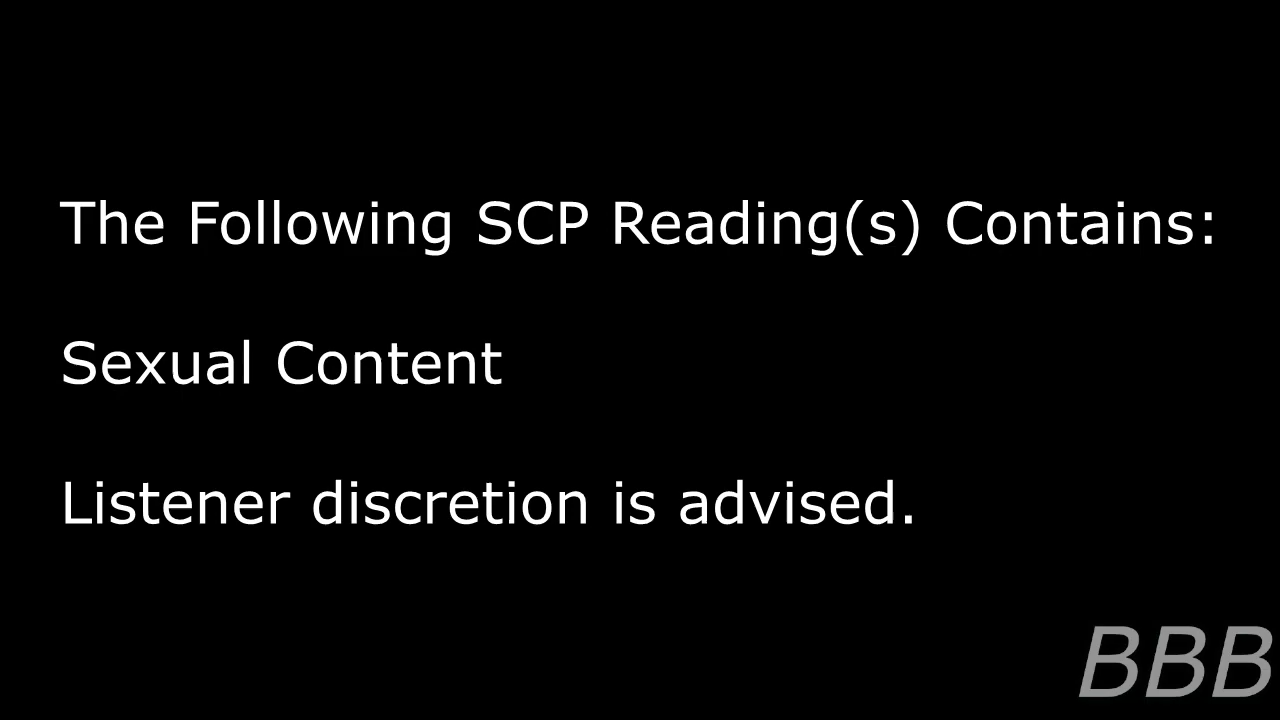 The Following SCP Reading(s) Contains:
Sexual Content
Listener discretion is advised.
BBB